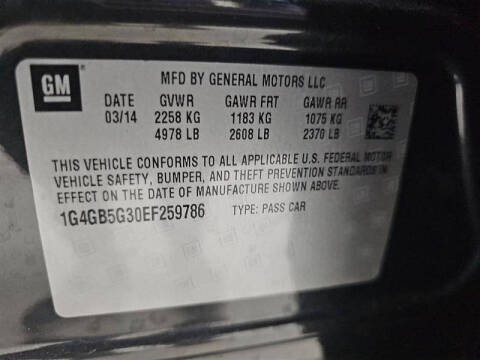 GM
MFD BY GENERAL MOTORS LLC
DATE GVWR GAWR FRT GAWR RR
03/14 2258 KG 1183 KG 1075 KG
4978 LB 2608 LB 2370 LB
THIS VEHICLE CONFORMS TO ALL APPLICABLE U.S. FEDERAL MOTOR
VEHICLE SAFETY, BUMPER, AND THEFT PREVENTION STANDARDS IN
EFFECT ON THE DATE OF MANUFACTURE SHOWN ABOVE.
1G4GB5G30EF259786 TYPE: PASS CAR